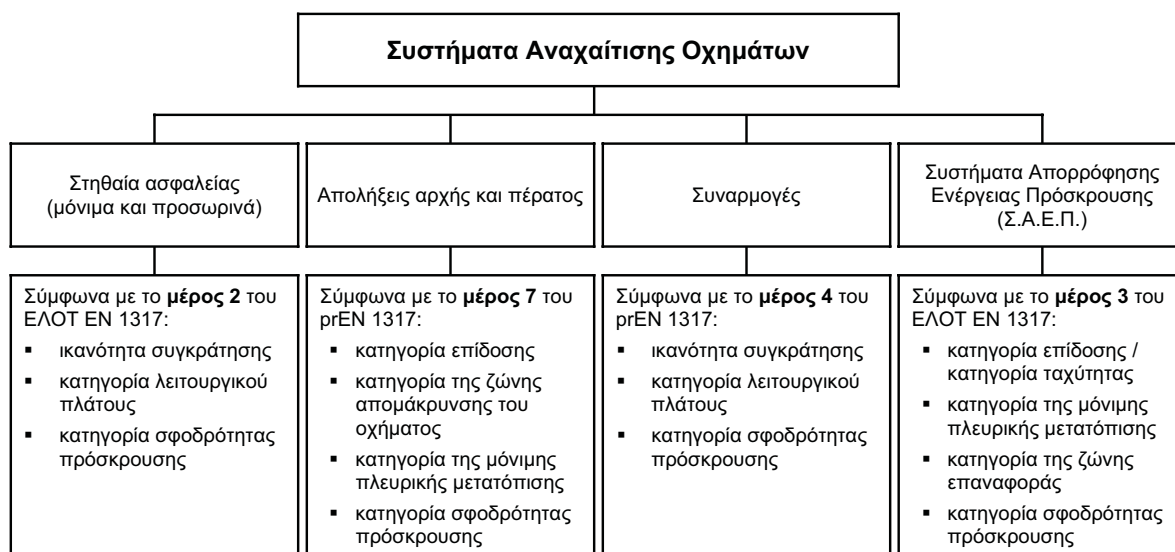 Συστήματα Αναχαίτισης Οχημάτων
Στηθαία ασφαλείας
(μόνιμα και προσωρινά)
Απολήξεις αρχής και πέρατος
Συναρμογές
Συστήματα Απορρόφησης
Ενέργειας Πρόσκρουσης
(Σ.Α.Ε.Π.)
Σύμφωνα με το μέρος 2 του
ΕΛΟΤ ΕΝ 1317:
▪ ικανότητα συγκράτησης
▪ κατηγορία λειτουργικού
πλάτους
▪ κατηγορία σφοδρότητας
πρόσκρουσης
Σύμφωνα με το μέρος 7 του
prEN 1317:
▪ κατηγορία επίδοσης
▪ κατηγορία της ζώνης
απομάκρυνσης του
οχήματος
▪ κατηγορία της μόνιμης
πλευρικής μετατόπισης
▪ κατηγορία σφοδρότητας
πρόσκρουσης
Σύμφωνα με το μέρος 4 του
prEN 1317:
▪ ικανότητα συγκράτησης
▪ κατηγορία λειτουργικού
πλάτους
▪ κατηγορία σφοδρότητας
πρόσκρουσης
Σύμφωνα με το μέρος 3 του
ΕΛΟΤ ΕΝ 1317:
▪ κατηγορία επίδοσης /
κατηγορία ταχύτητας
▪ κατηγορία της μόνιμης
πλευρικής μετατόπισης
▪ κατηγορία της ζώνης
επαναφοράς
▪ κατηγορία σφοδρότητας
πρόσκρουσης